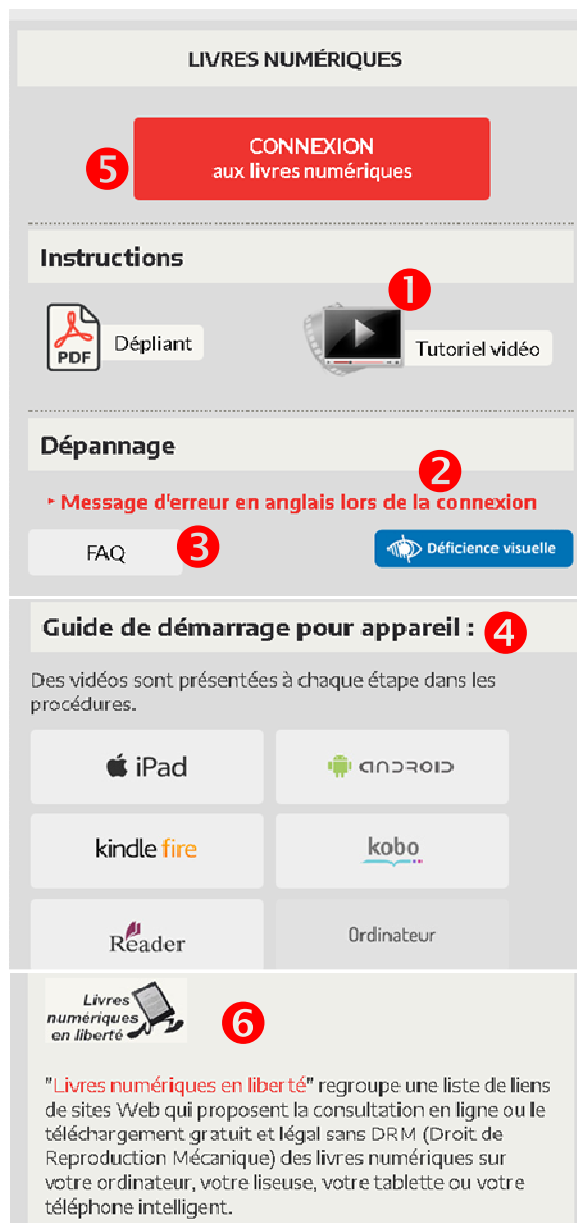 LIVRES NUMÉRIQUES
5
CONNEXION
aux livres numériques
Instructions
1
PDF
Dépliant
Tutoriel vidéo
Dépannage
2
Message d'erreur en anglais lors de la connexion
FAQ
3
Déficience visuelle
Guide de démarrage pour appareil :
4
Des vidéos sont présentées à chaque étape dans les
procédures.
iPad
android
kindle fire
kobo
Reader
Ordinateur
Livres
numériques
en liberté
6
"Livres numériques en liberté" regroupe une liste de liens
de sites Web qui proposent la consultation en ligne ou le
téléchargement gratuit et légal sans DRM (Droit de
Reproduction Mécanique) des livres numériques sur
votre ordinateur, votre liseuse, votre tablette ou votre
téléphone intelligent.